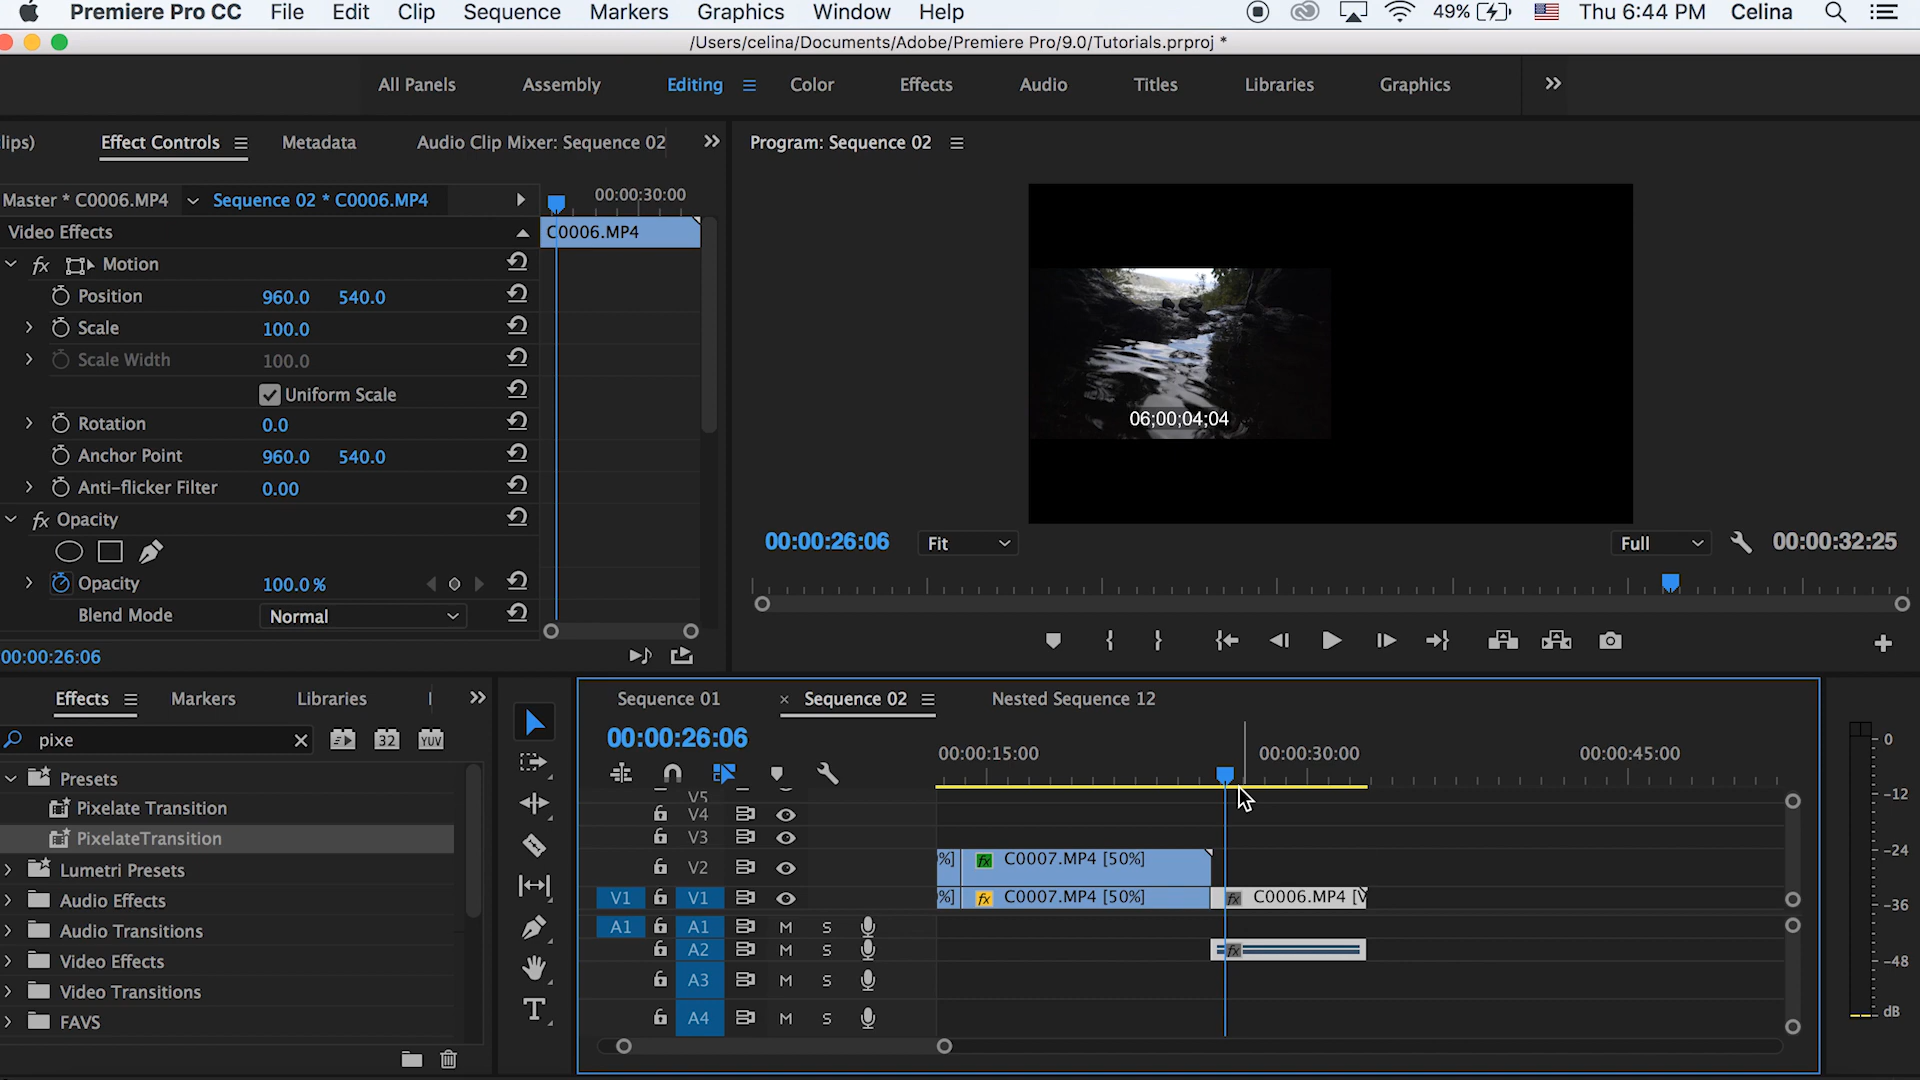 Premiere Pro CC File Edit Clip Sequence Markers Graphics Window Help 49% Thu 6:44 PM Celina
/Users/celina/Documents/Adobe/Premiere Pro/9.0/Tutorials.prproj *
All Panels Assembly Editing Color Effects Audio Titles Libraries Graphics
lips) Effect Controls Metadata Audio Clip Mixer: Sequence 02
Program: Sequence 02
Master * C0006.MP4 Sequence 02 * C0006.MP4 00:00:30:00
Video Effects C0006.MP4
fx Motion
Position 960.0 540.0
Scale 100.0
Scale Width 100.0
Uniform Scale
Rotation 0.0
Anchor Point 960.0 540.0
Anti-flicker Filter 0.00
fx Opacity
Opacity 100.0 %
Blend Mode Normal
00:00:26:06
06;00;04;04
00:00:26:06 Fit Full 00:00:32:25
Effects Markers Libraries
pixe 32 YUV
Presets
Pixelate Transition
PixelateTransition
Lumetri Presets
Audio Effects
Audio Transitions
Video Effects
Video Transitions
FAVS
T
Sequence 01 × Sequence 02 Nested Sequence 12
00:00:26:06 00:00:15:00 00:00:30:00 00:00:45:00
V5
V4
V3
V2 %] fx C0007.MP4 [50%]
V1 V1 %] fx C0007.MP4 [50%] fx C0006.MP4 [V
A1 A1 M S
A2 M S fx
A3 M S
A4 M S
0
-12
-24
-36
-48
dB